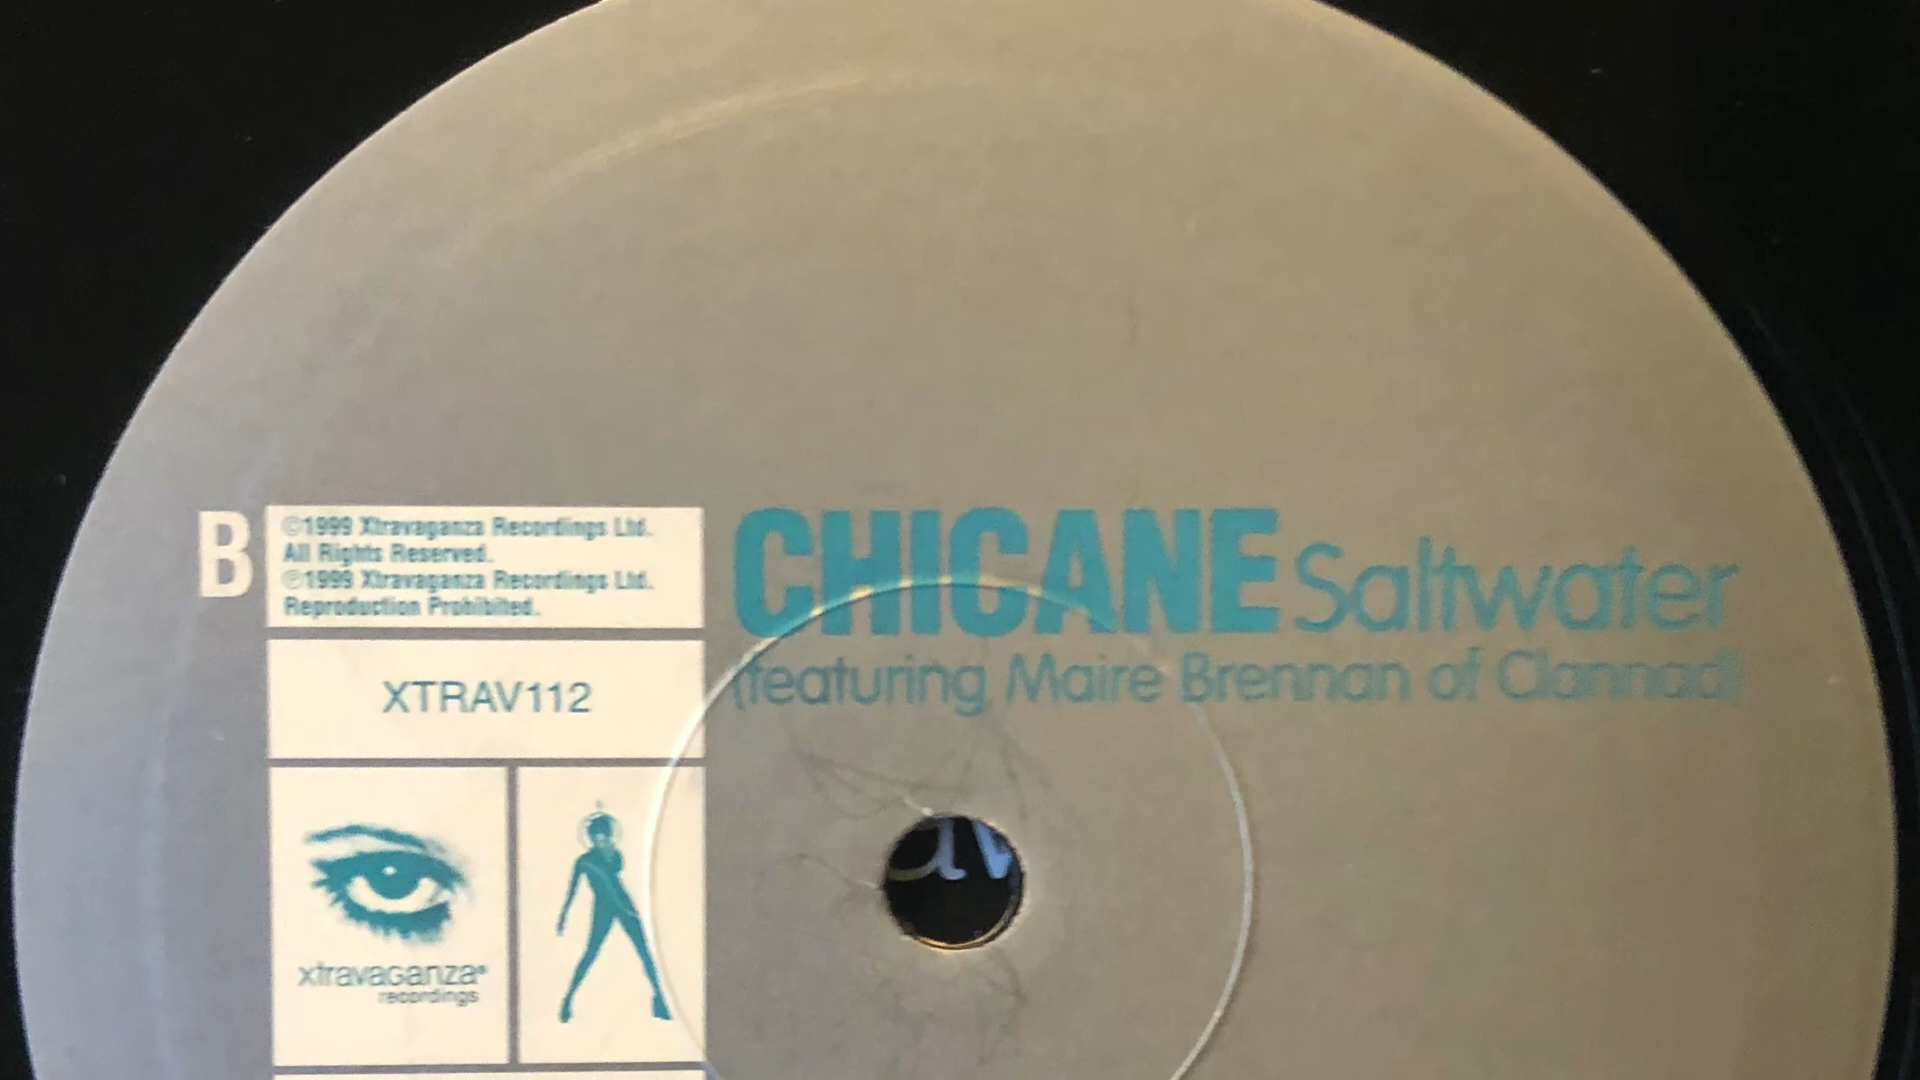 B
©1999 Xtravaganza Recordings Ltd.
All Rights Reserved.
℗1999 Xtravaganza Recordings Ltd.
Reproduction Prohibited.
XTRAV112
xtravaganza®
recordings
CHICANE Saltwater
(featuring Maire Brennan of Clannad)